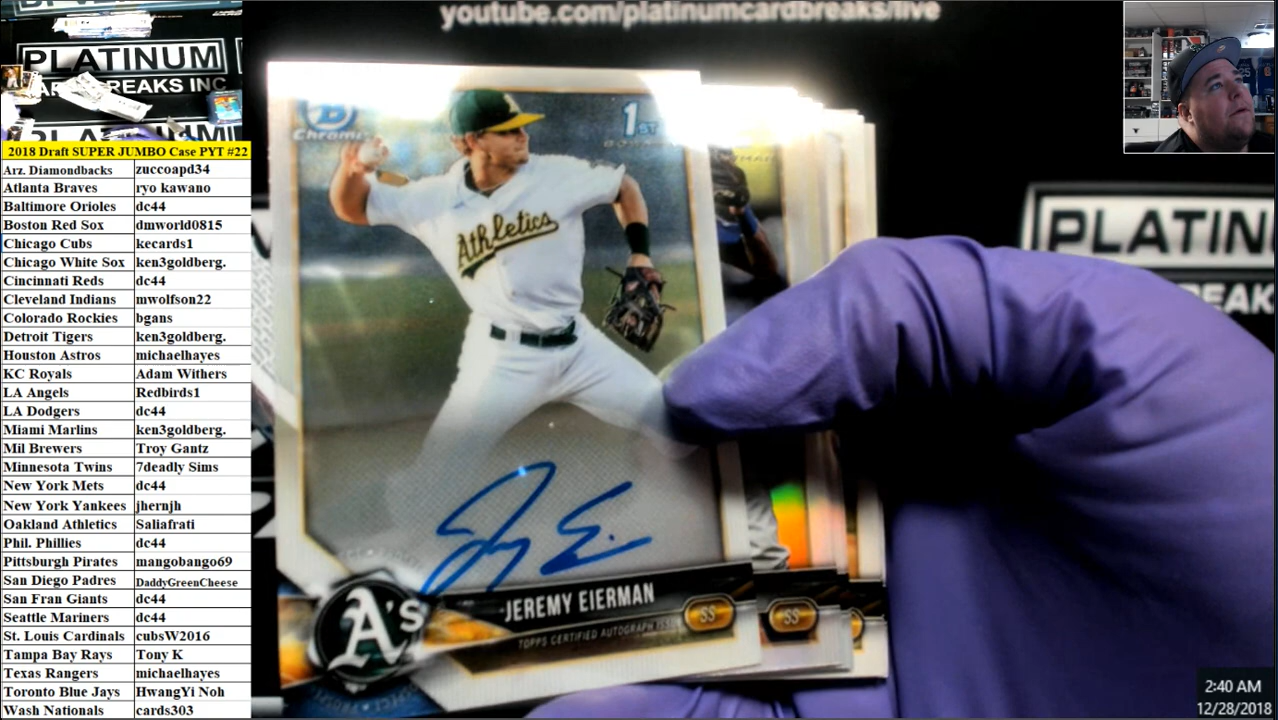 youtube.com/platinumcardbreaks/live
PLATINUM
REAKS INC
2018 Draft SUPER JUMBO Case PYT #22
Arz. Diamondbacks zuccoapd34
Atlanta Braves ryo kawano
Baltimore Orioles dc44
Boston Red Sox dmworld0815
Chicago Cubs kecards1
Chicago White Sox ken3goldberg.
Cincinnati Reds dc44
Cleveland Indians mwolfson22
Colorado Rockies bgans
Detroit Tigers ken3goldberg.
Houston Astros michaelhayes
KC Royals Adam Withers
LA Angels Redbirds1
LA Dodgers dc44
Miami Marlins ken3goldberg.
Mil Brewers Troy Gantz
Minnesota Twins 7deadly Sims
New York Mets dc44
New York Yankees jhernjh
Oakland Athletics Saliafrati
Phil. Phillies dc44
Pittsburgh Pirates mangobango69
San Diego Padres DaddyGreenCheese
San Fran Giants dc44
Seattle Mariners dc44
St. Louis Cardinals cubsW2016
Tampa Bay Rays Tony K
Texas Rangers michaelhayes
Toronto Blue Jays HwangYi Noh
Wash Nationals cards303
B
Chrome
1ST
Athletics
A's
JEREMY EIERMAN
SS
TOPPS CERTIFIED AUTOGRAPH ISSUE
SS
PLATIN
EAK
2:40 AM
12/28/2018